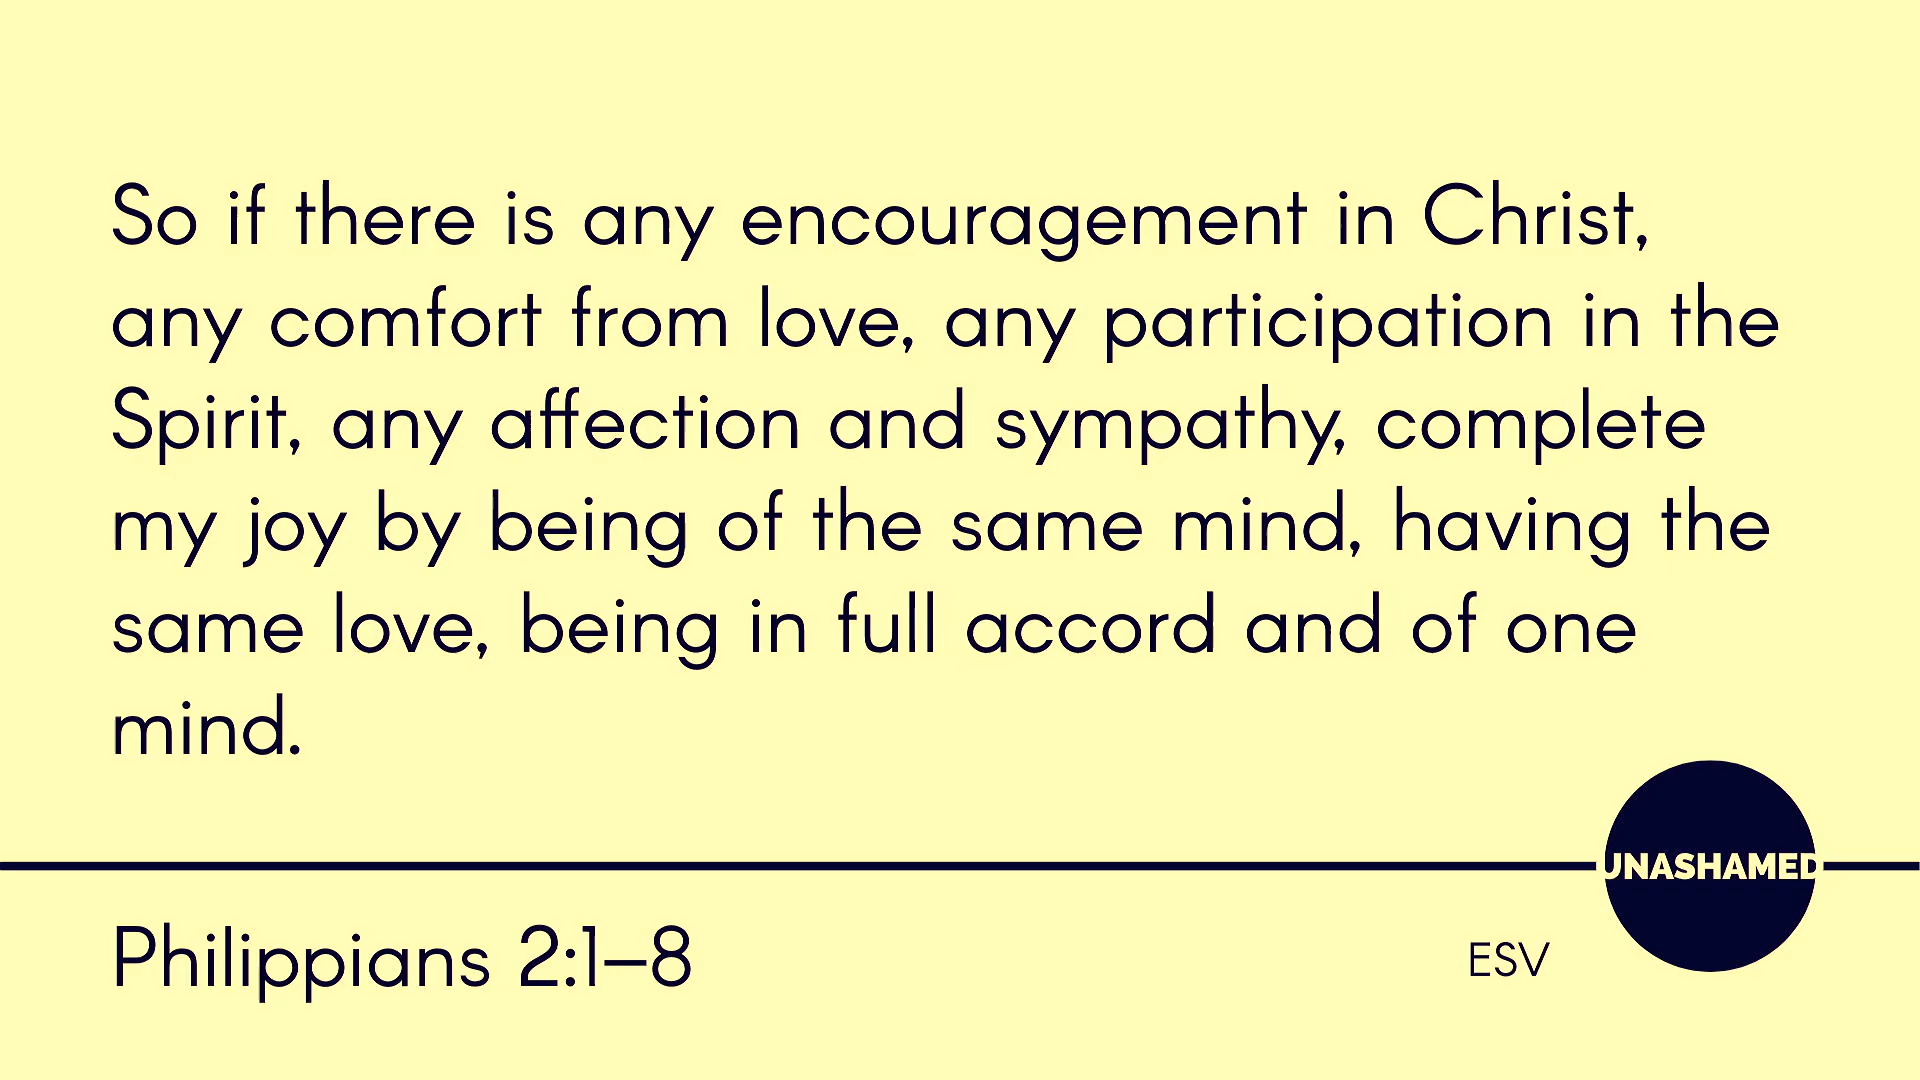 So if there is any encouragement in Christ,
any comfort from love, any participation in the
Spirit, any affection and sympathy, complete
my joy by being of the same mind, having the
same love, being in full accord and of one
mind.
UNASHAMED
Philippians 2:1–8
ESV